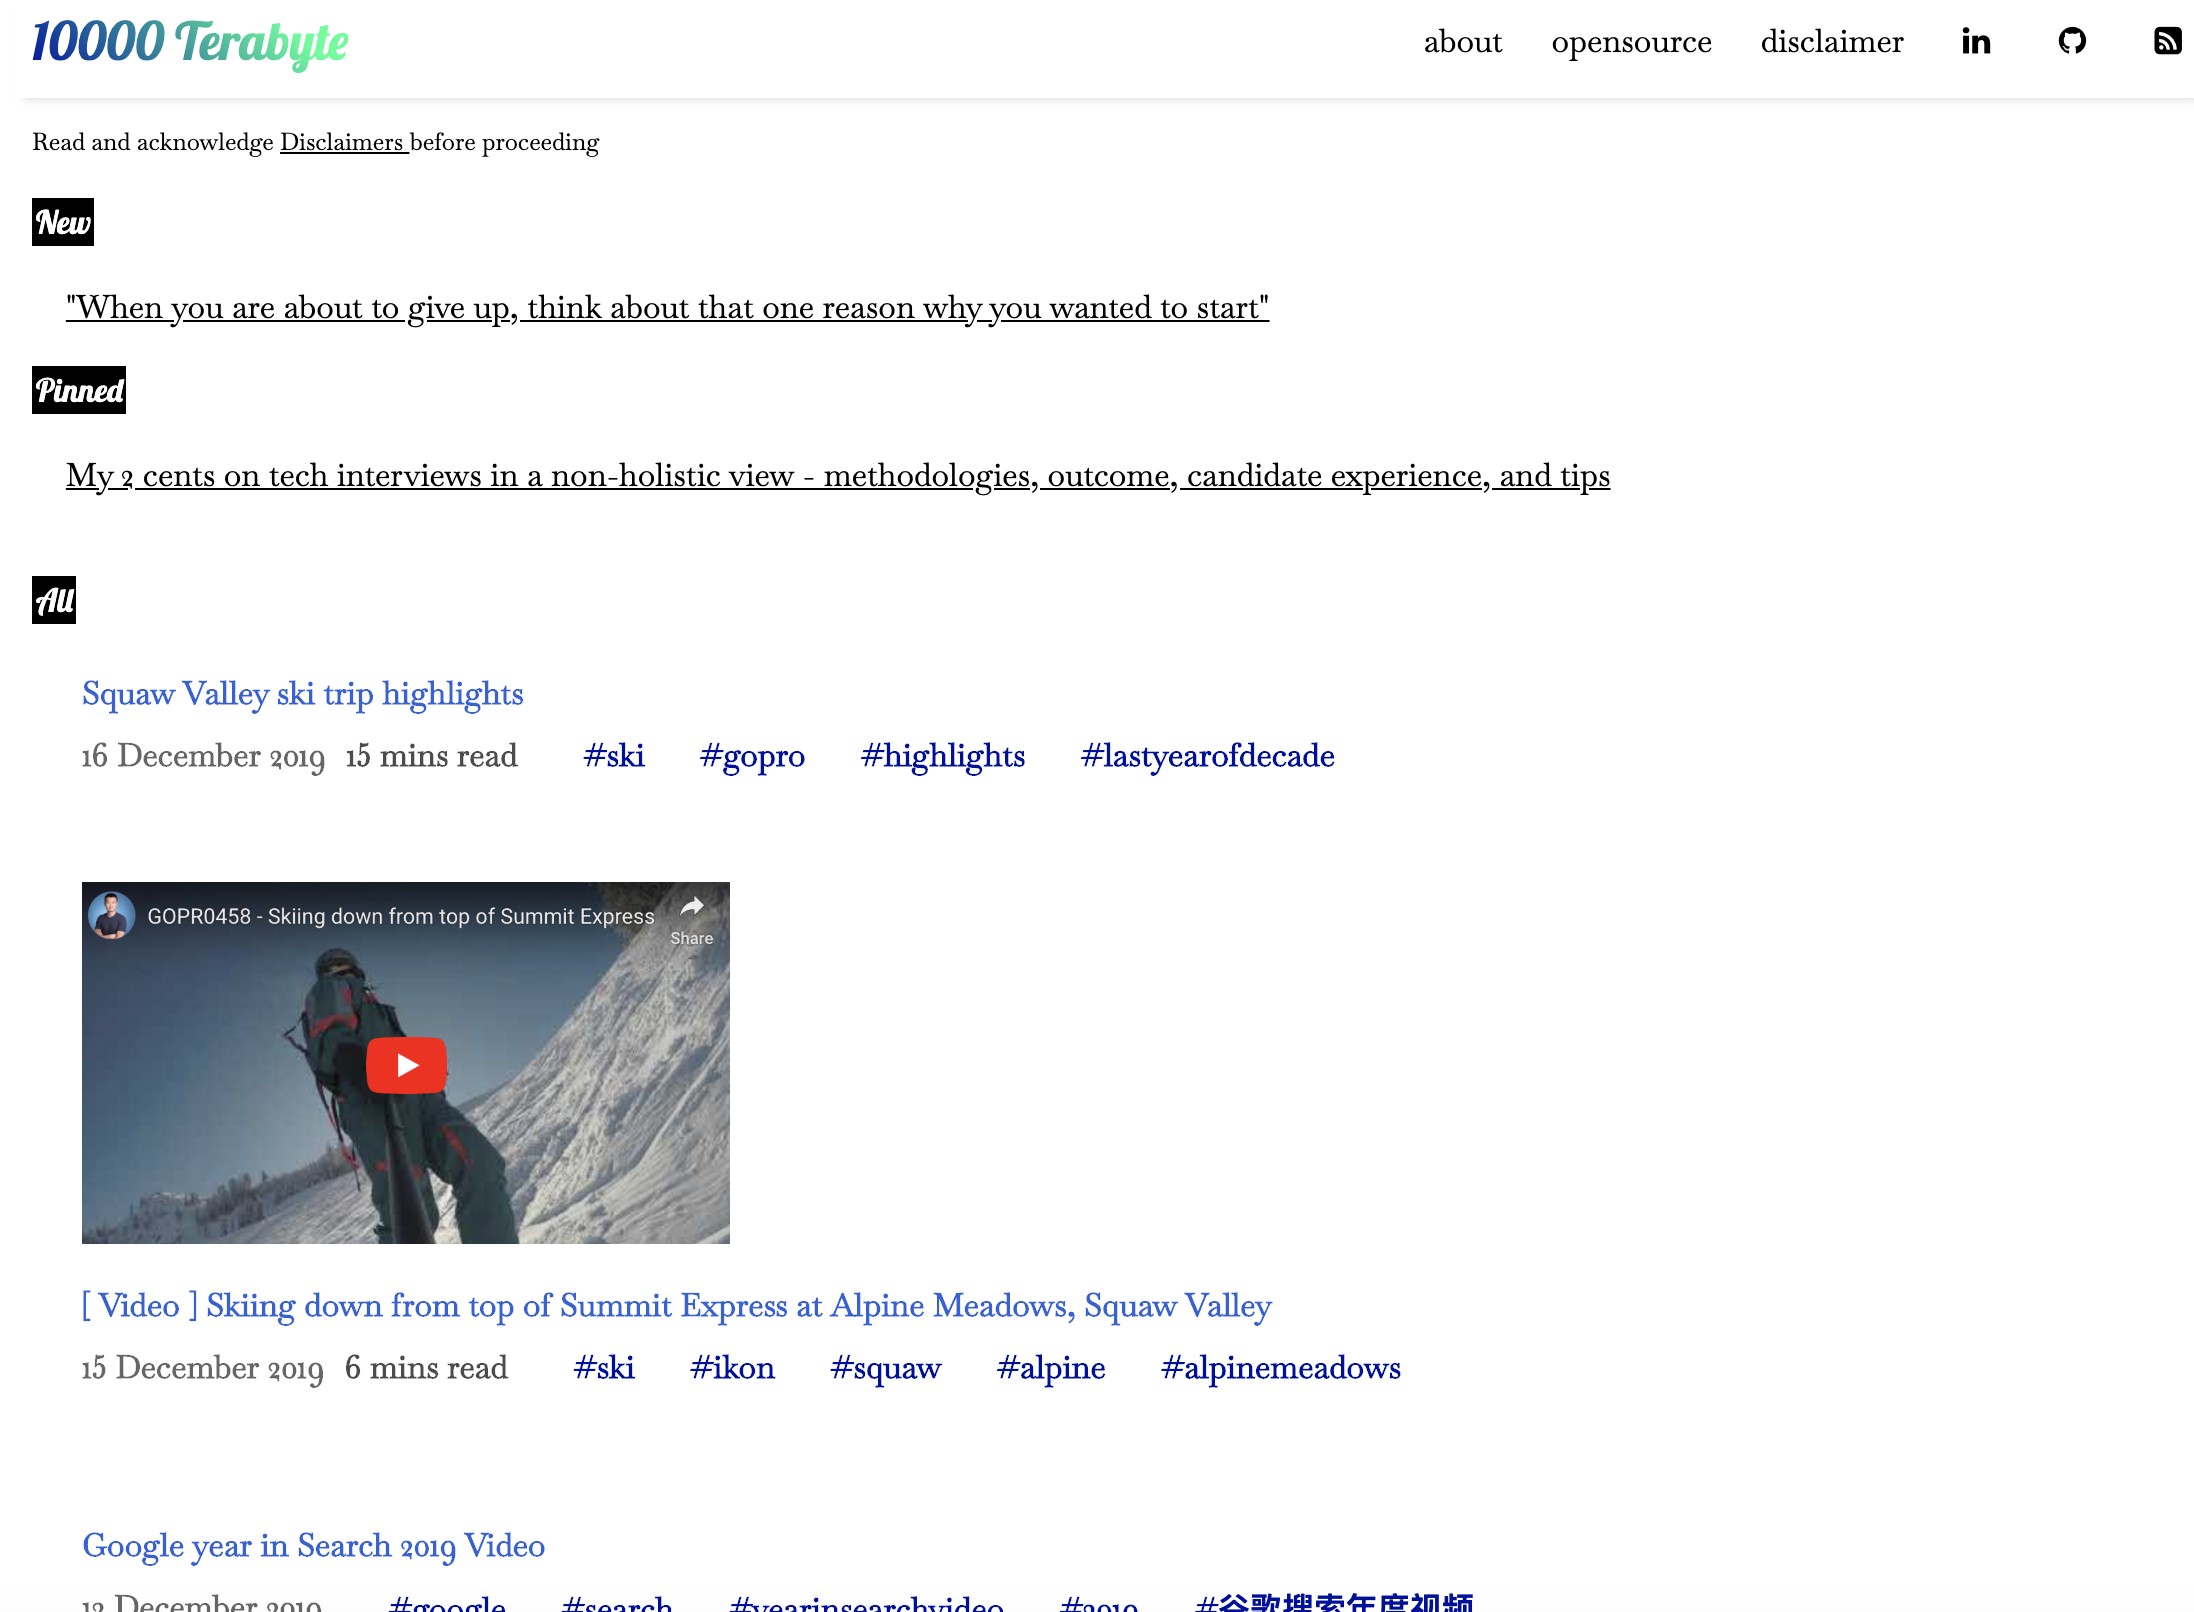 10000 Terabyte
about opensource disclaimer in
Read and acknowledge Disclaimers before proceeding
New
"When you are about to give up, think about that one reason why you wanted to start"
Pinned
My 2 cents on tech interviews in a non-holistic view - methodologies, outcome, candidate experience, and tips
All
Squaw Valley ski trip highlights
16 December 2019 15 mins read #ski #gopro #highlights #lastyearofdecade
GOPR0458 - Skiing down from top of Summit Express
Share
[ Video ] Skiing down from top of Summit Express at Alpine Meadows, Squaw Valley
15 December 2019 6 mins read #ski #ikon #squaw #alpine #alpinemeadows
Google year in Search 2019 Video
December 2019 #google #search #yearinsearchvideo #2019 #谷歌搜索年度视频